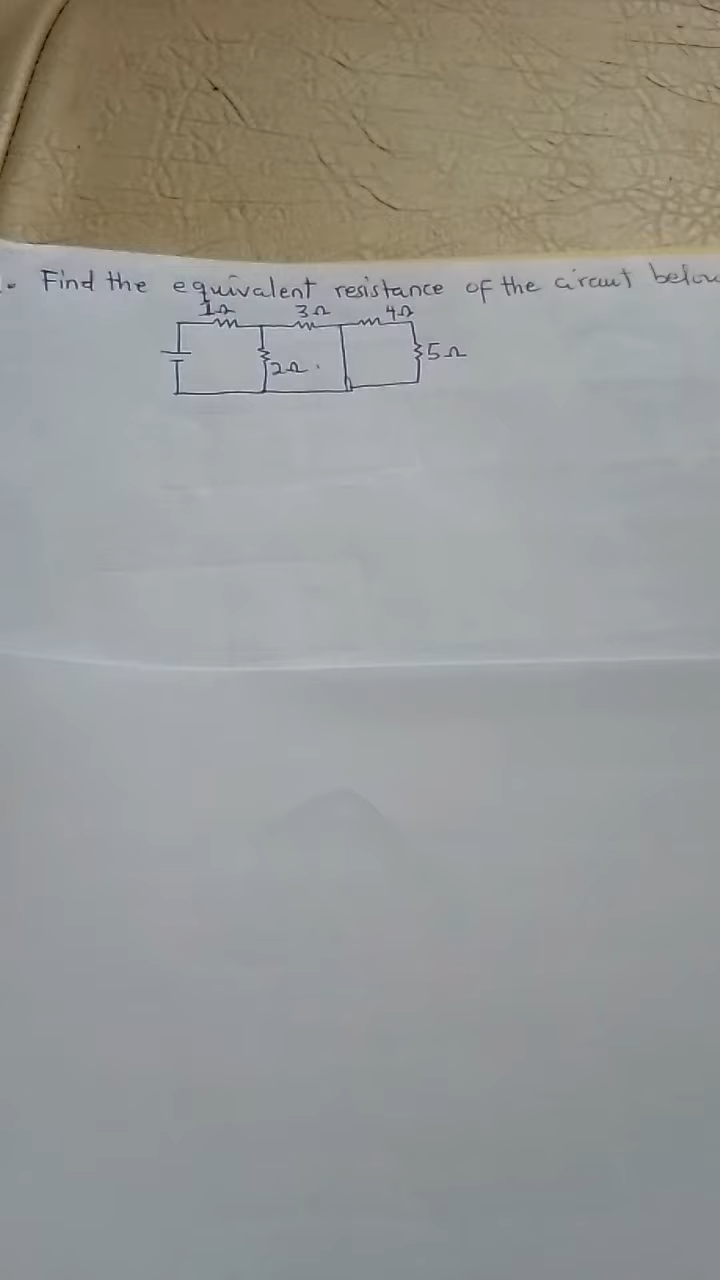 . Find the equivalent resistance of the circuit below
1Ω 3Ω 4Ω
2Ω. 5Ω